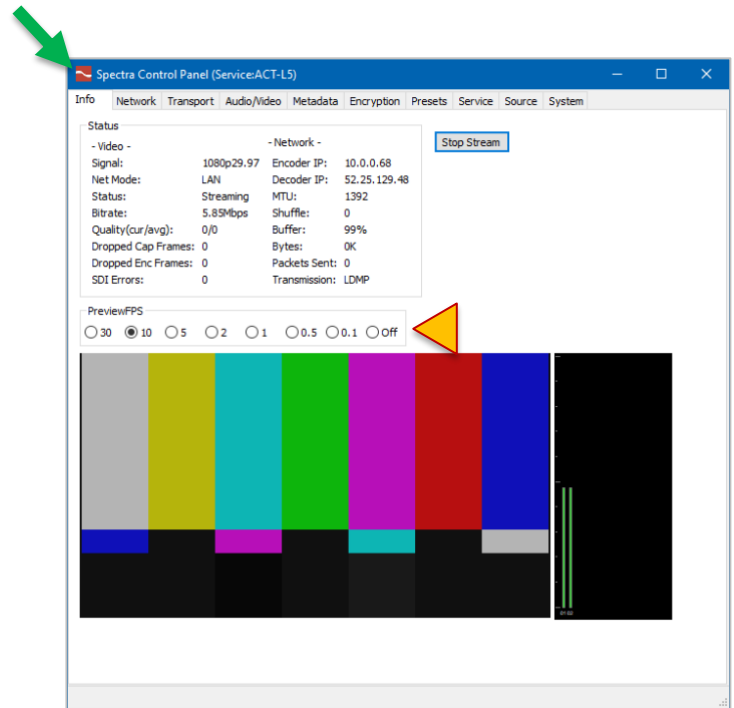 Spectra Control Panel (Service:ACT-L5)
Info Network Transport Audio/Video Metadata Encryption Presets Service Source System
Status
- Video - - Network - Stop Stream
Signal: 1080p29.97 Encoder IP: 10.0.0.68
Net Mode: LAN Decoder IP: 52.25.129.48
Status: Streaming MTU: 1392
Bitrate: 5.85Mbps Shuffle: 0
Quality(cur/avg): 0/0 Buffer: 99%
Dropped Cap Frames: 0 Bytes: 0K
Dropped Enc Frames: 0 Packets Sent: 0
SDI Errors: 0 Transmission: LDMP
PreviewFPS
30 10 5 2 1 0.5 0.1 Off
01 02